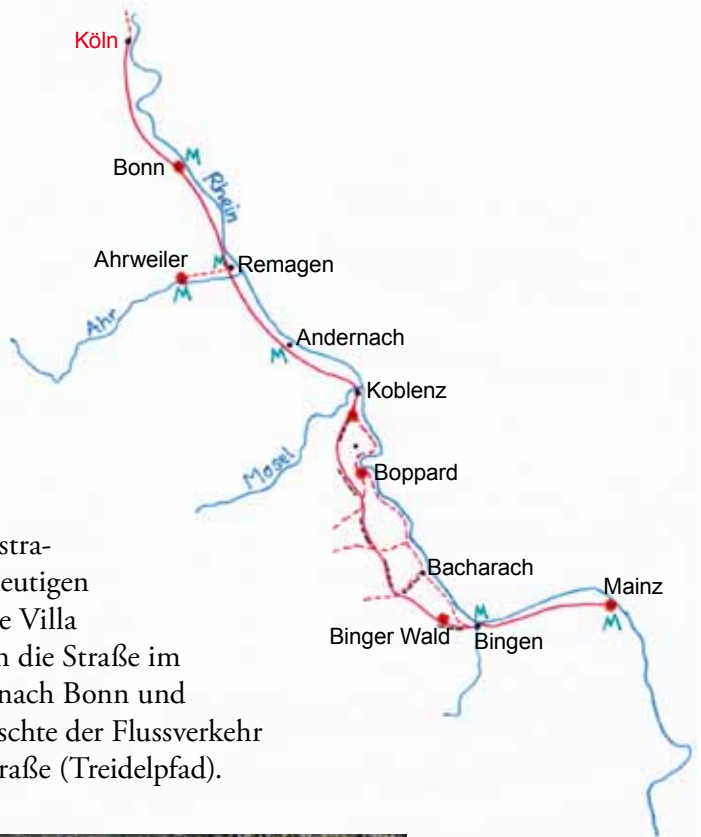 Köln
Bonn
M
Rhein
Ahrweiler
M
Remagen
M
Ahr
Andernach
M
Koblenz
Mosel
Boppard
Bacharach
Mainz
M
M
Binger Wald
Bingen
stra-
eutigen
e Villa
n die Straße im
nach Bonn und
schte der Flussverkehr
raße (Treidelpfad).